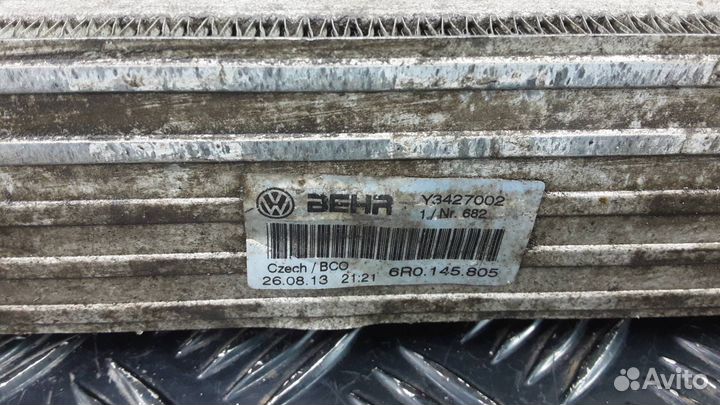 BEHR Y3427002
1./Nr. 682
Czech / BCO
26.08.13 21:21 6R0.145.805
Avito